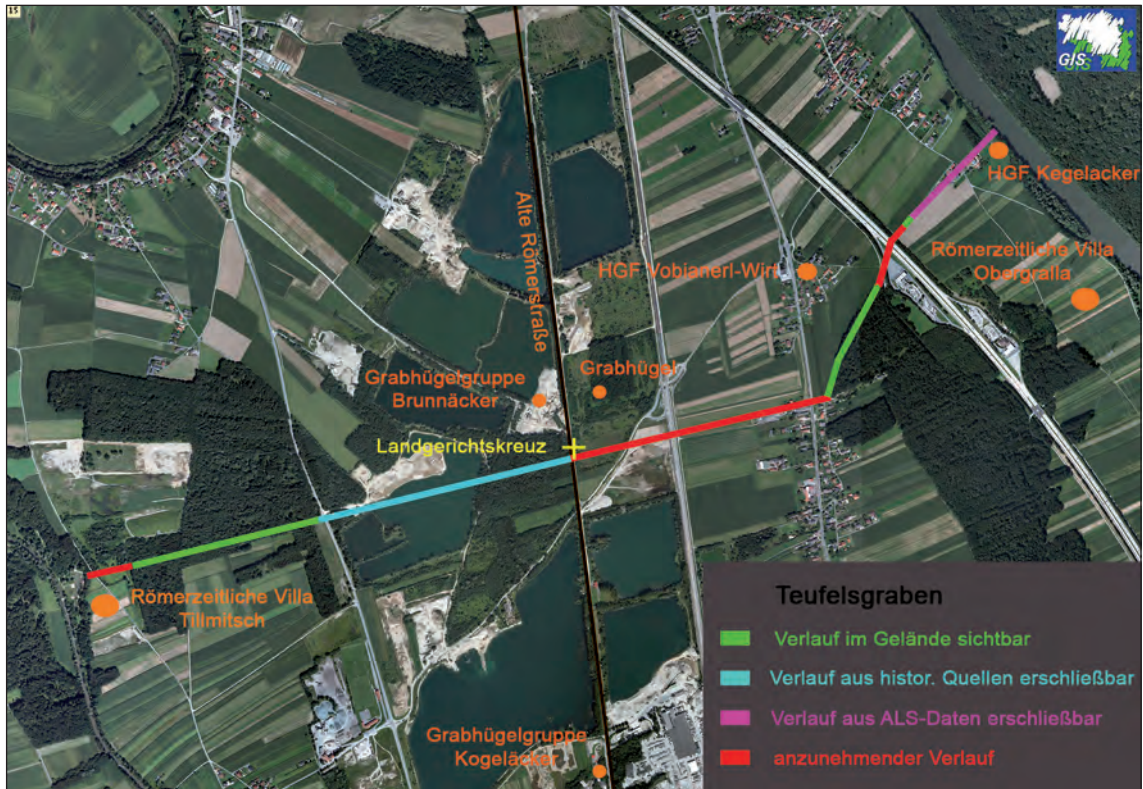 15
GIS
HGF Kegelacker
Alte Römerstraße
Römerzeitliche Villa
Obergralla
HGF Vobianerl-Wirt
Grabhügelgruppe
Brunnäcker
Grabhügel
Landgerichtskreuz
Römerzeitliche Villa
Tillmitsch
Grabhügelgruppe
Kogeläcker
Teufelsgraben
Verlauf im Gelände sichtbar
Verlauf aus histor. Quellen erschließbar
Verlauf aus ALS-Daten erschließbar
anzunehmender Verlauf